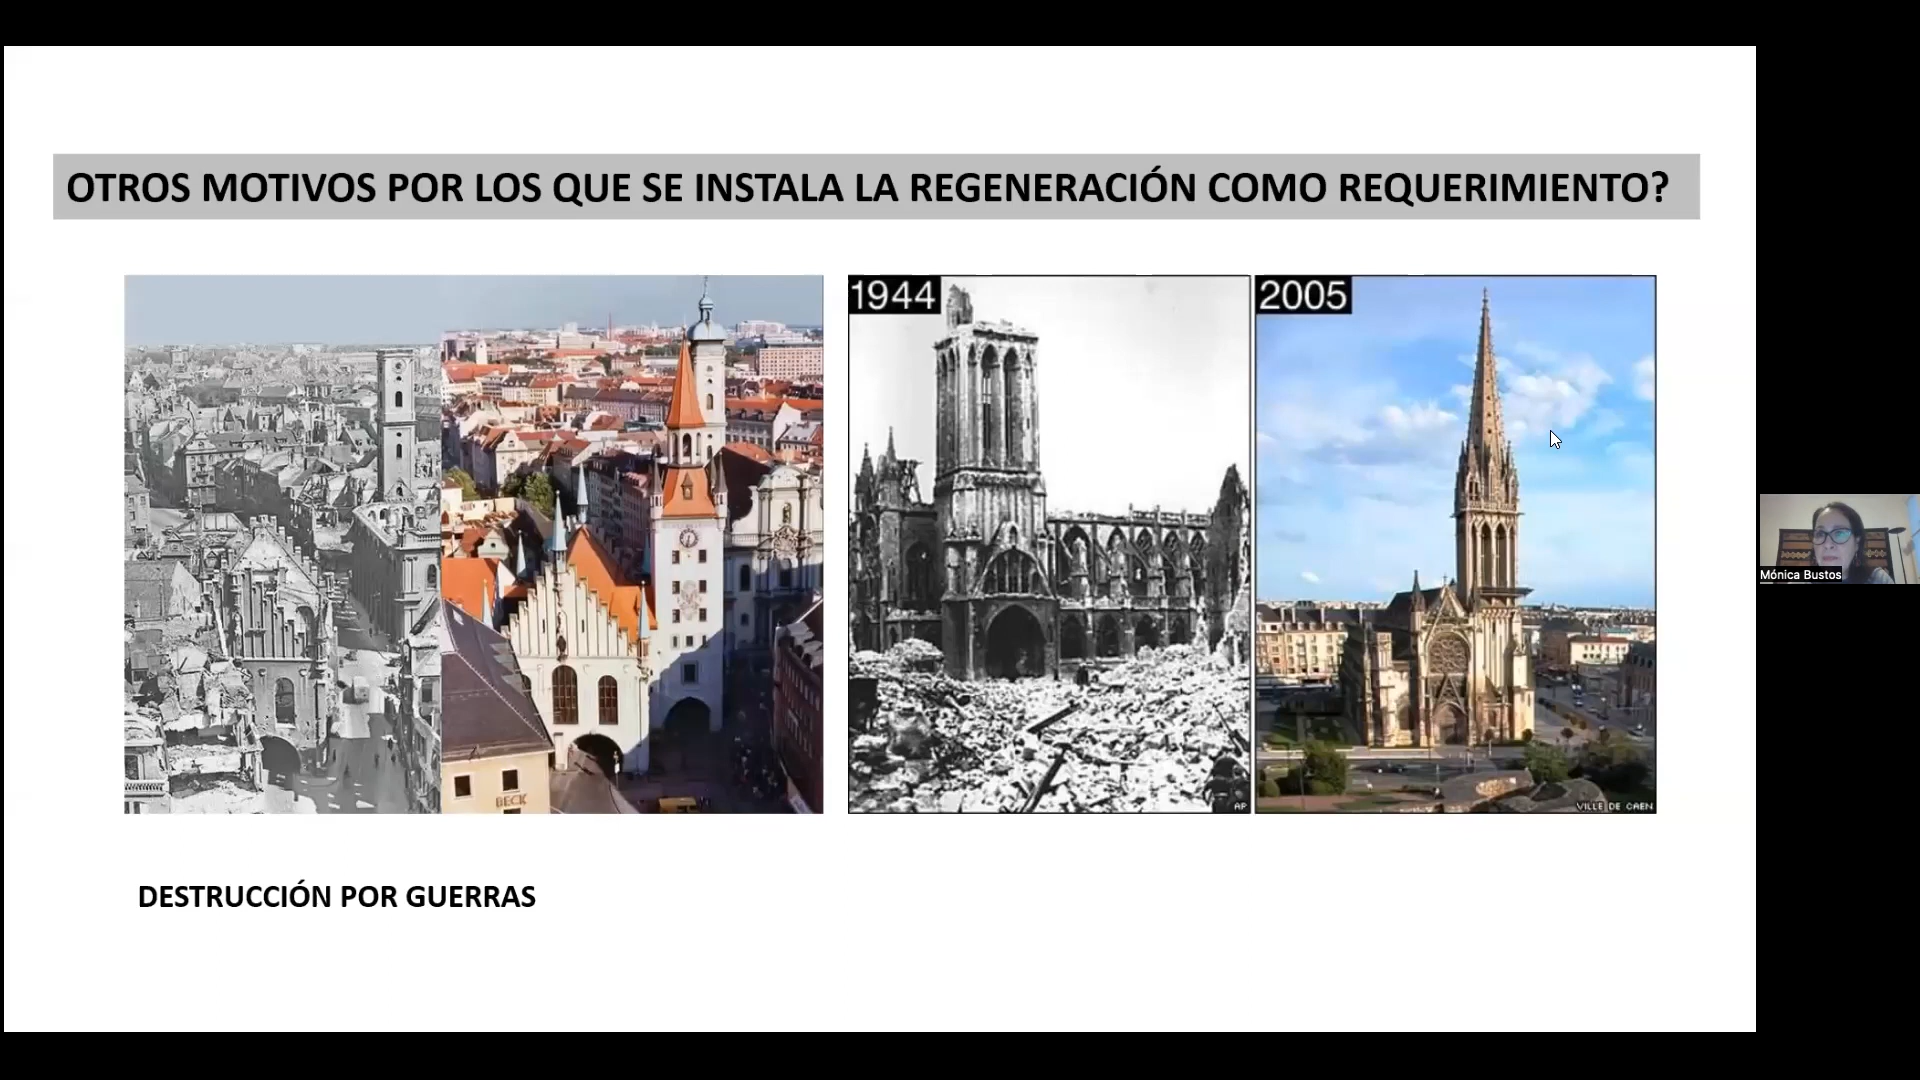 OTROS MOTIVOS POR LOS QUE SE INSTALA LA REGENERACIÓN COMO REQUERIMIENTO?
1944
2005
BECK
AP
VILLE DE CAEN
Mónica Bustos
DESTRUCCIÓN POR GUERRAS